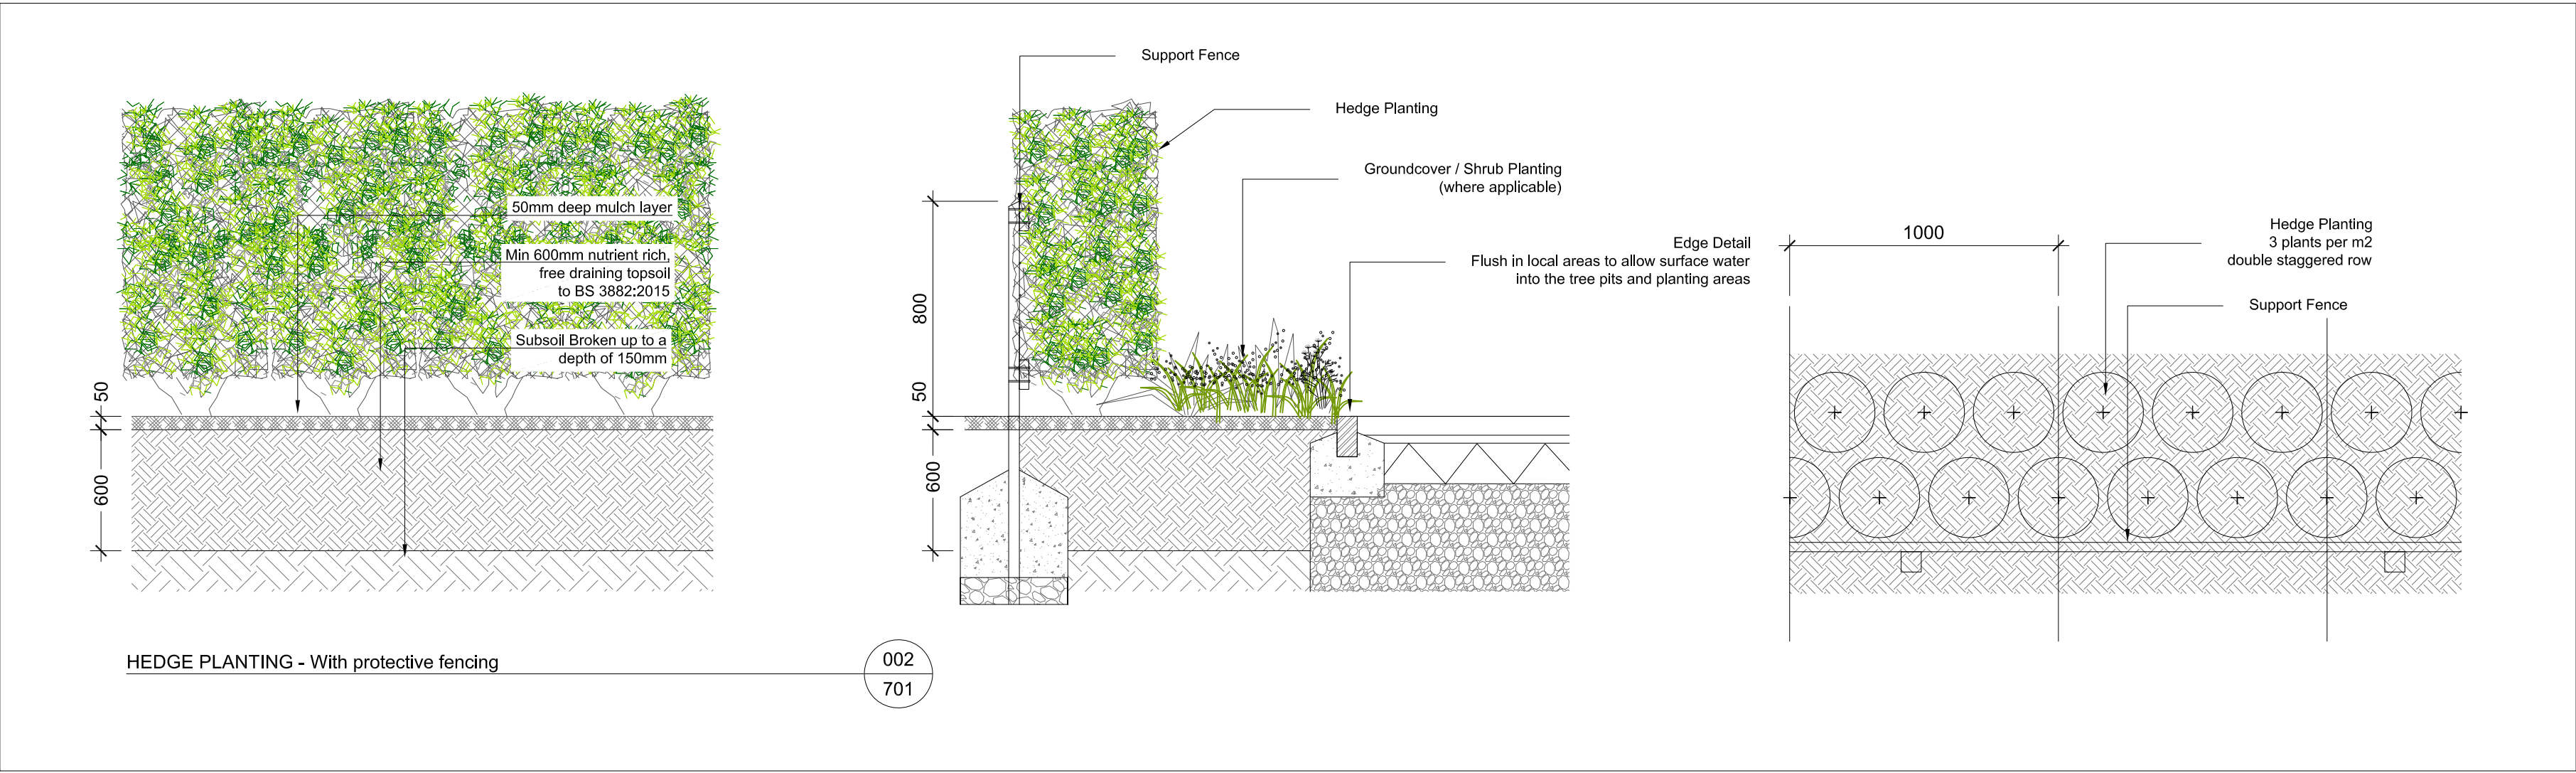 50mm deep mulch layer
Min 600mm nutrient rich,
free draining topsoil
to BS 3882:2015
Subsoil Broken up to a
depth of 150mm
50
600
HEDGE PLANTING - With protective fencing
002
701
Support Fence
Hedge Planting
Groundcover / Shrub Planting
(where applicable)
Edge Detail
Flush in local areas to allow surface water
into the tree pits and planting areas
800
50
600
1000
Hedge Planting
3 plants per m2
double staggered row
Support Fence